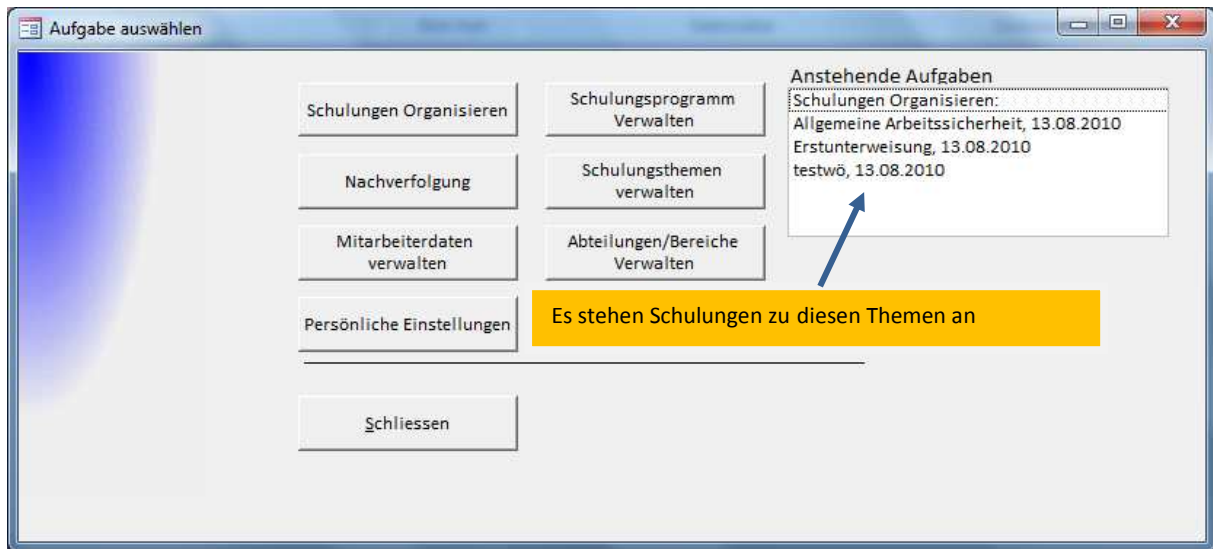 Aufgabe auswählen
Schulungen Organisieren
Schulungsprogramm
Verwalten
Nachverfolgung
Schulungsthemen
verwalten
Mitarbeiterdaten
verwalten
Abteilungen/Bereiche
Verwalten
Persönliche Einstellungen
Schliessen
Anstehende Aufgaben
Schulungen Organisieren:
Allgemeine Arbeitssicherheit, 13.08.2010
Erstunterweisung, 13.08.2010
testwö, 13.08.2010
Es stehen Schulungen zu diesen Themen an